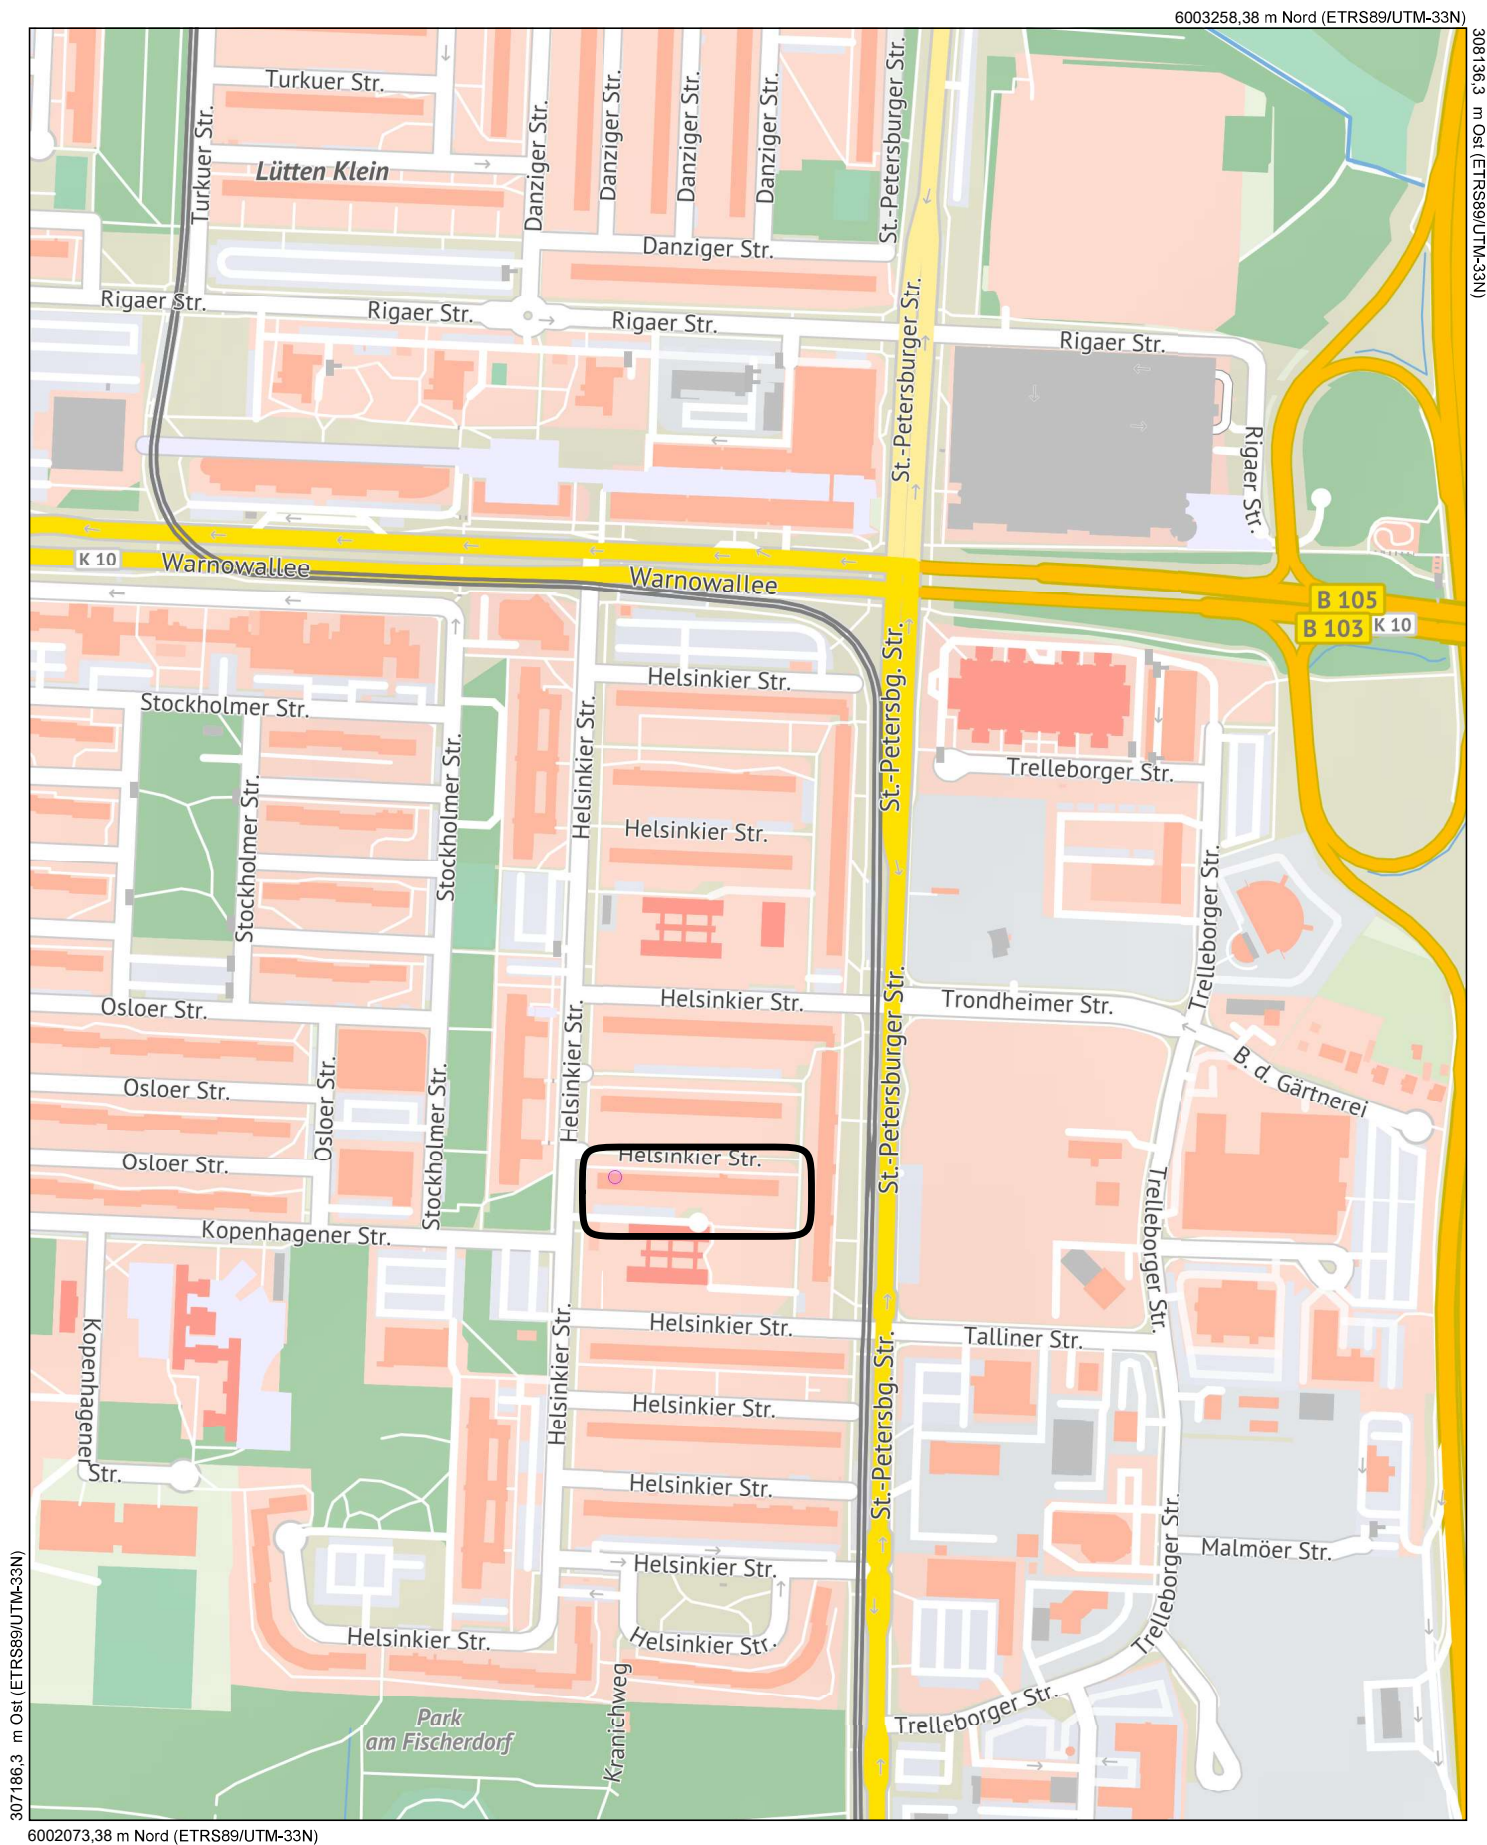 6003258,38 m Nord (ETRS89/UTM-33N)
308136,3 m Ost (ETRS89/UTM-33N)
Turkuer Str.
Turkuer Str.
Lütten Klein
Danziger Str.
Danziger Str.
Danziger Str.
Danziger Str.
St.-Petersburger Str.
Danziger Str.
Rigaer Str.
Rigaer Str.
Rigaer Str.
St.-Petersburger Str.
Rigaer Str.
Rigaer Str.
K 10
Warnowallee
Warnowallee
B 105
B 103
K 10
Stockholmer Str.
Helsinkier Str.
Helsinkier Str.
St.-Petersbg. Str.
Trelleborger Str.
Stockholmer Str.
Stockholmer Str.
Helsinkier Str.
Trelleborger Str.
Osloer Str.
Helsinkier Str.
Helsinkier Str.
St.-Petersburger Str.
Trondheimer Str.
B. d. Gärtnerei
Osloer Str.
Osloer Str.
Stockholmer Str.
Osloer Str.
Helsinkier Str.
Trelleborger Str.
Kopenhagener Str.
Kopenhagener
Str.
Helsinkier Str.
Helsinkier Str.
St.-Petersbg. Str.
Talliner Str.
Helsinkier Str.
Helsinkier Str.
Helsinkier Str.
Trelleborger Str.
Malmöer Str.
Helsinkier Str.
Helsinkier Str.
Kranichweg
Park
am Fischerdorf
Trelleborger Str.
307186,3 m Ost (ETRS89/UTM-33N)
6002073,38 m Nord (ETRS89/UTM-33N)